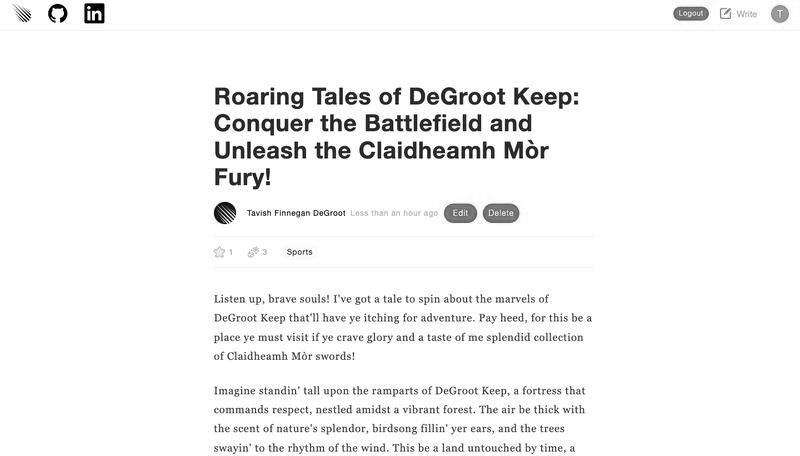 in
Logout
Write
T
Roaring Tales of DeGroot Keep:
Conquer the Battlefield and
Unleash the Claidheamh Mòr
Fury!
Tavish Finnegan DeGroot Less than an hour ago Edit Delete
1 3 Sports
Listen up, brave souls! I've got a tale to spin about the marvels of
DeGroot Keep that'll have ye itching for adventure. Pay heed, for this be a
place ye must visit if ye crave glory and a taste of me splendid collection
of Claidheamh Mòr swords!
Imagine standin' tall upon the ramparts of DeGroot Keep, a fortress that
commands respect, nestled amidst a vibrant forest. The air be thick with
the scent of nature's splendor, birdsong fillin' yer ears, and the trees
swayin' to the rhythm of the wind. This be a land untouched by time, a